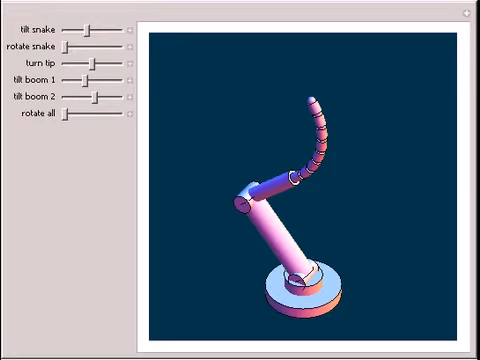 tilt snake
rotate snake
turn tip
tilt boom 1
tilt boom 2
rotate all